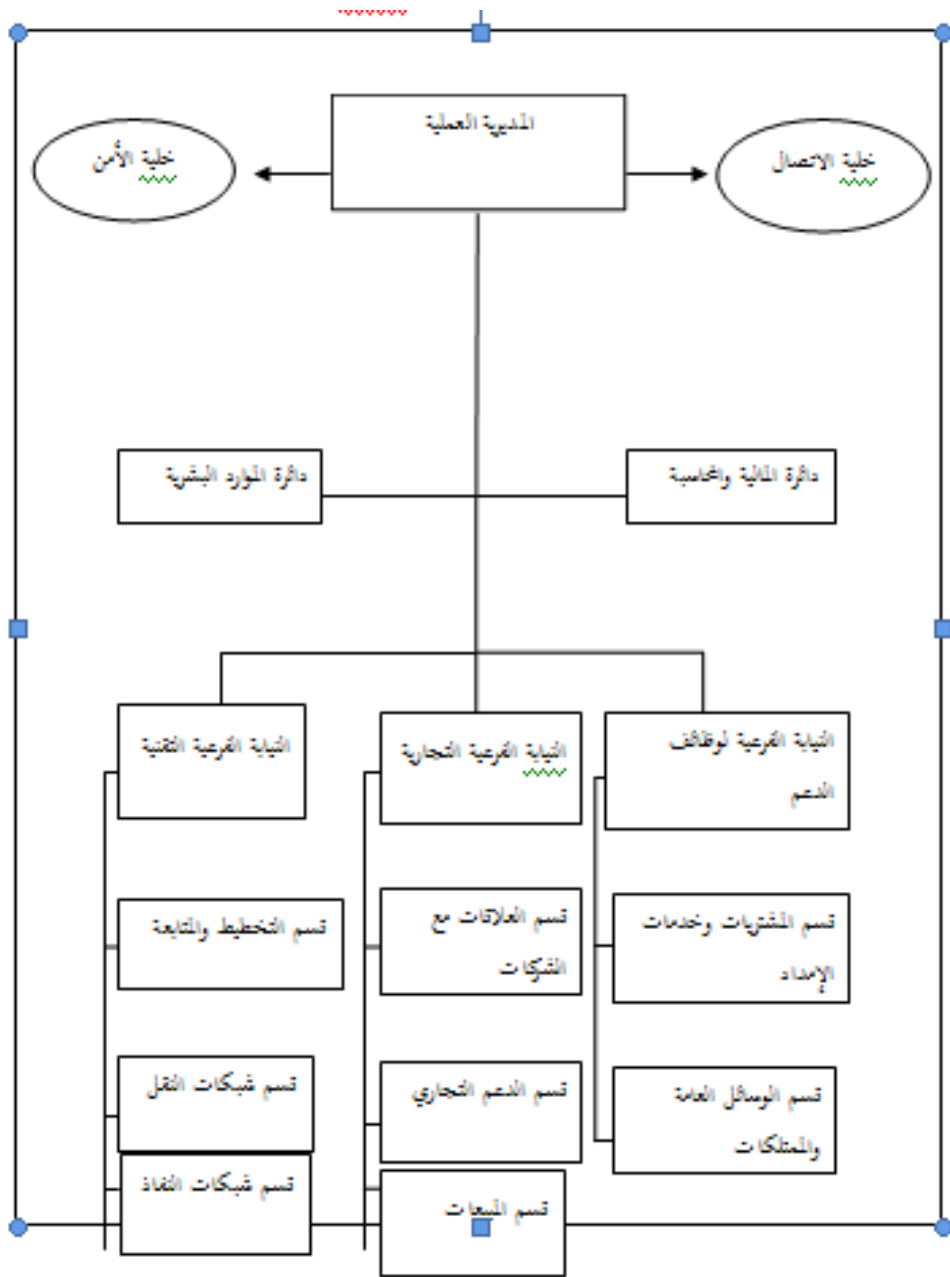 المديرية العملية
خلية الاتصال
خلية الأمن
دائرة المالية والمحاسبة
دائرة الموارد البشرية
النيابة الفرعية لوظائف
الدعم
النيابة الفرعية التجارية
النيابة الفرعية التقنية
قسم المشتريات وخدمات
الإمداد
قسم العلاقات مع
الشركات
قسم التخطيط والمتابعة
قسم الوسائل العامة
والممتلكات
قسم الدعم التجاري
قسم شبكات النقل
قسم المبيعات
قسم شبكات النفاذ